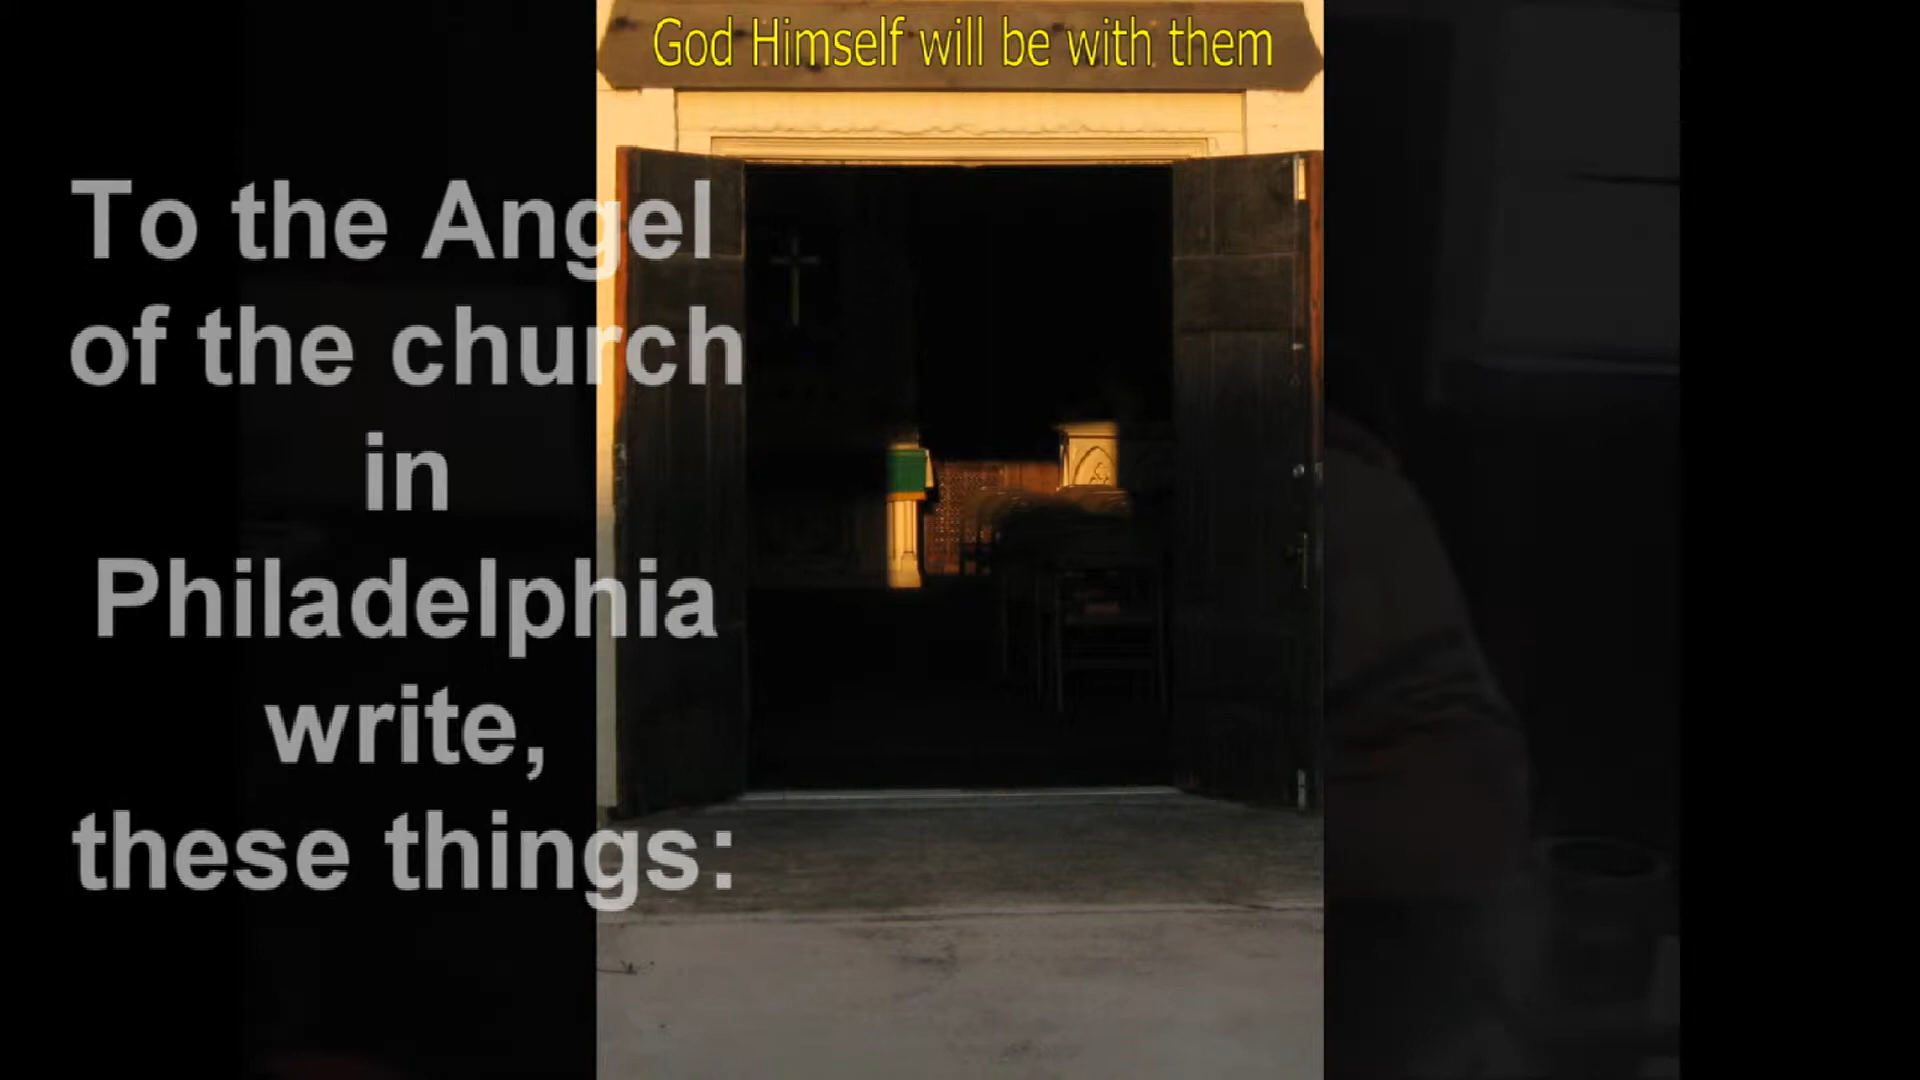 God Himself will be with them
To the Angel
of the church
in
Philadelphia
write,
these things: